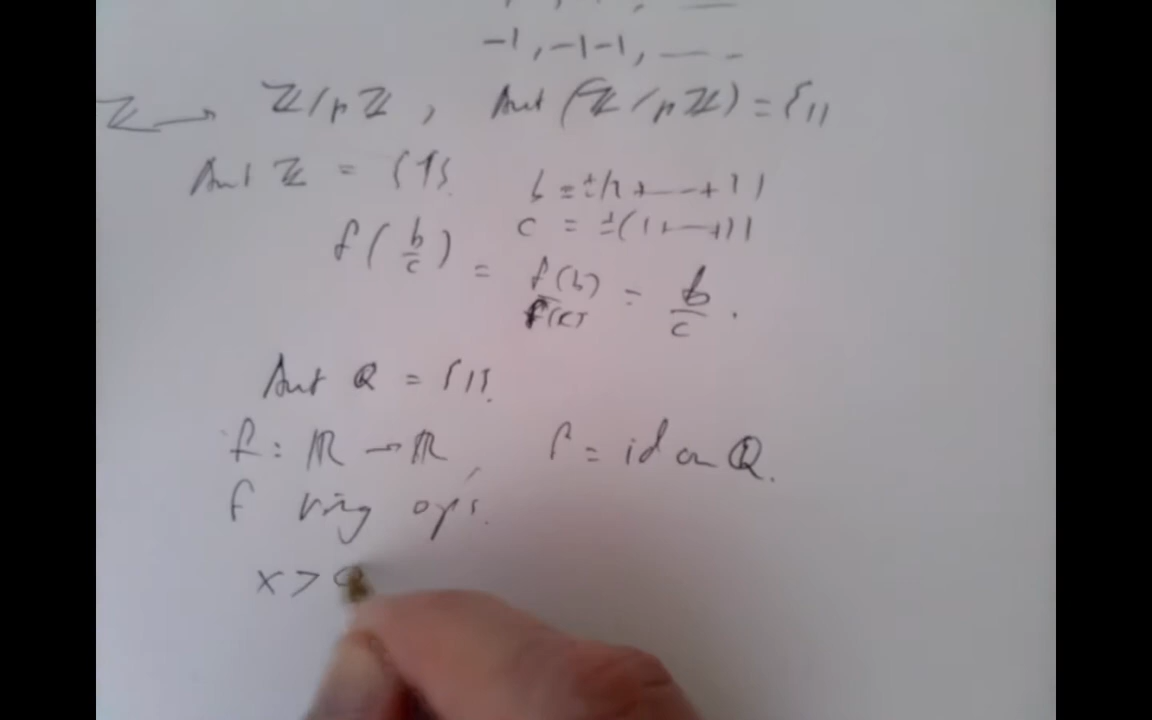 -1, -1-1, — - -
ℤ → ℤ/pℤ, Aut (ℤ/pℤ) = {1}
Aut ℤ = {1}.
b = ±(1+—-+1)
c = ±(1+—+1)
f(b/c) = f(b)/f(c) = b/c.
Aut ℚ = {1}.
f: ℝ → ℝ, f = id on ℚ.
f ring op's.
x > 0